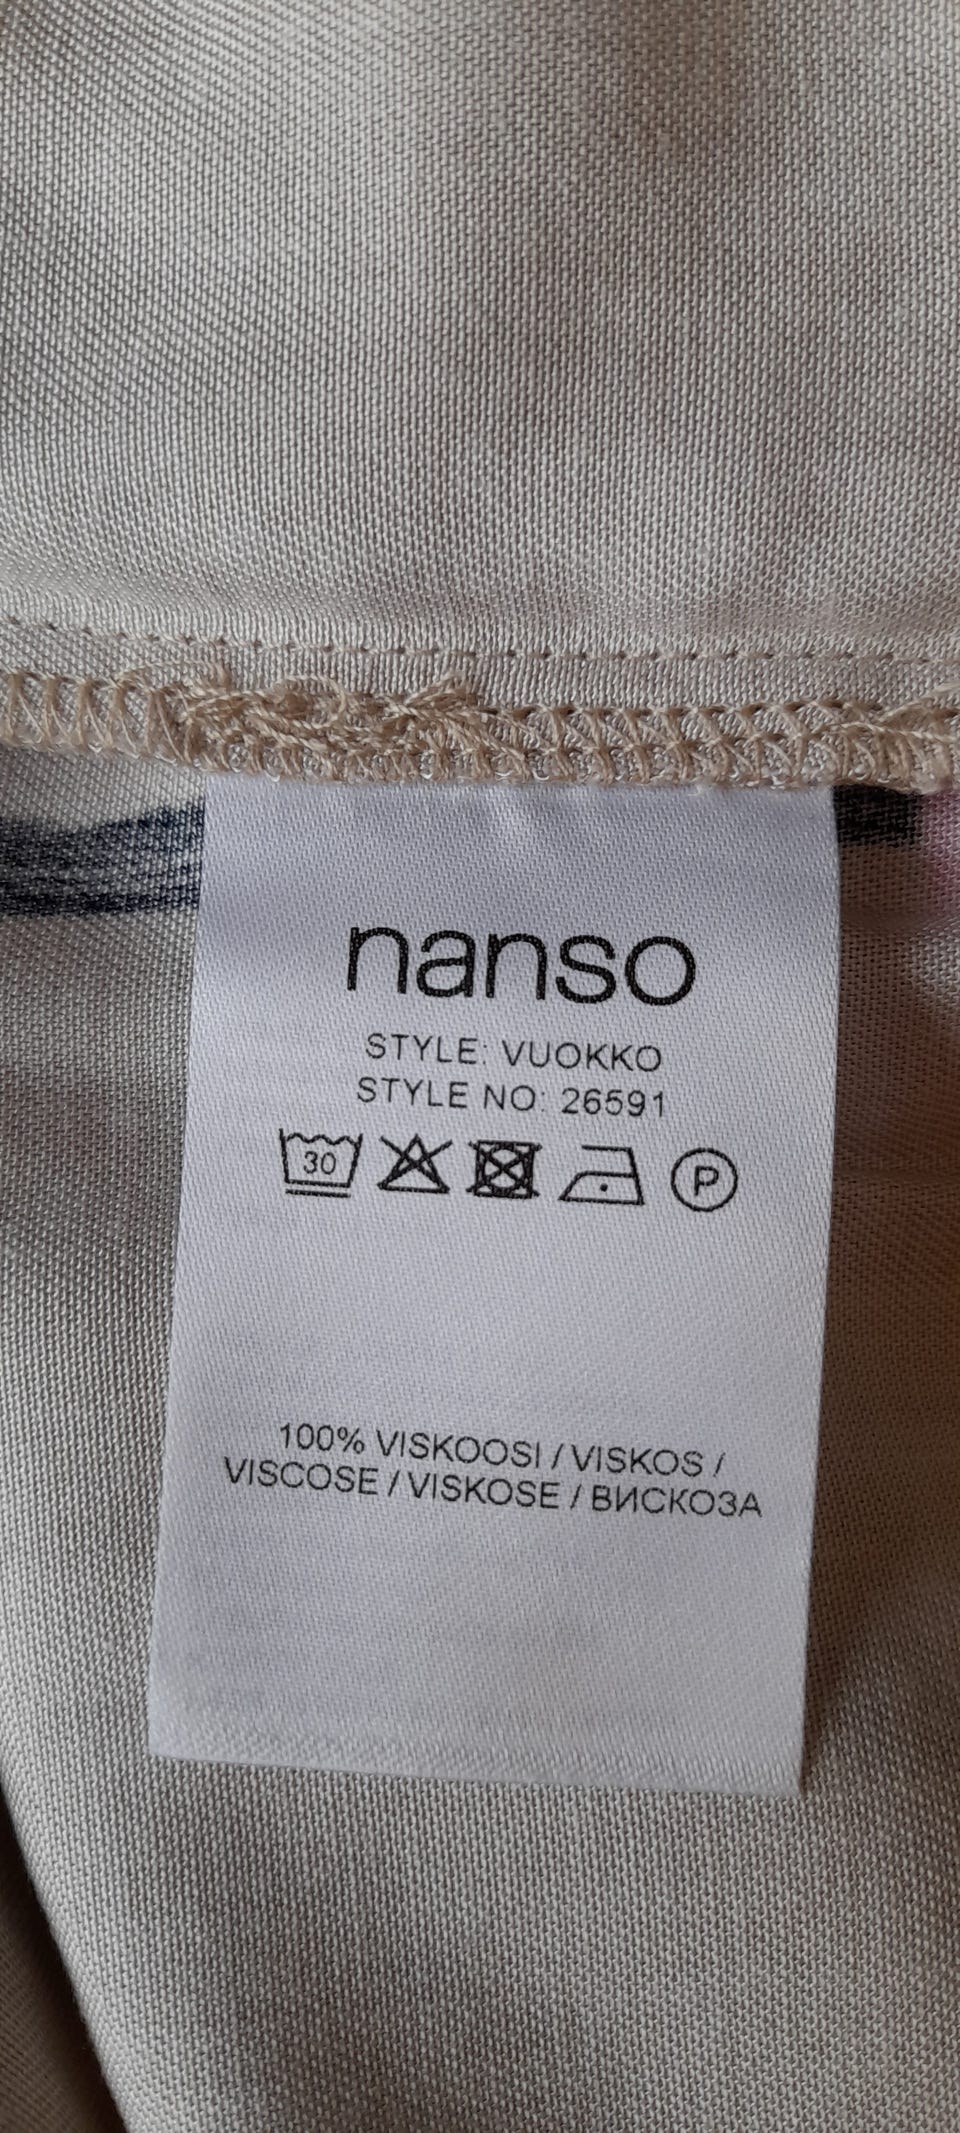 nanso
STYLE: VUOKKO
STYLE NO: 26591
30 P
100% VISKOOSI / VISKOS /
VISCOSE / VISKOSE / ВИСКОЗА